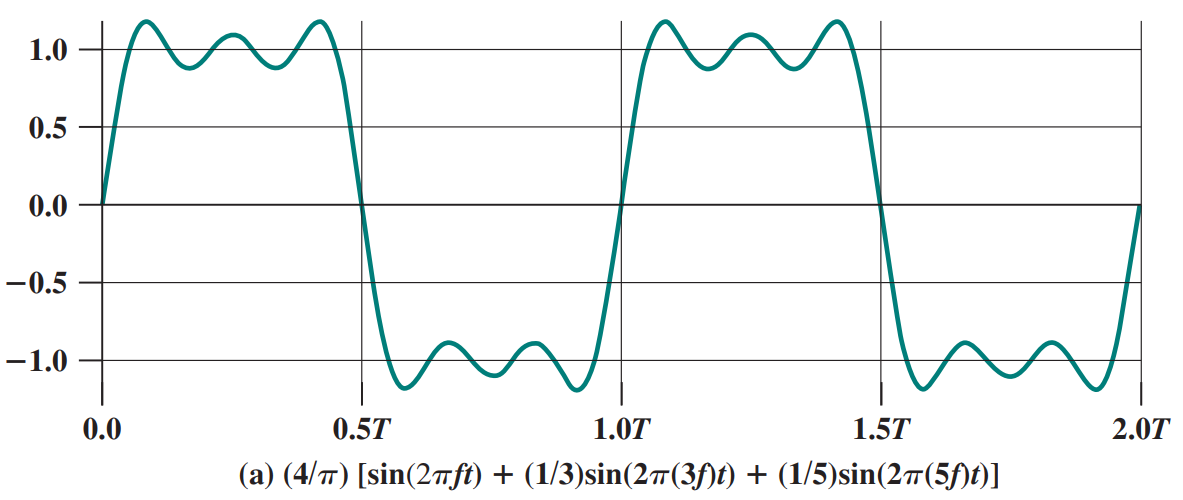 1.0
0.5
0.0
−0.5
−1.0
0.0 0.5T 1.0T 1.5T 2.0T
(a) (4/π) [sin(2πft) + (1/3)sin(2π(3f)t) + (1/5)sin(2π(5f)t)]